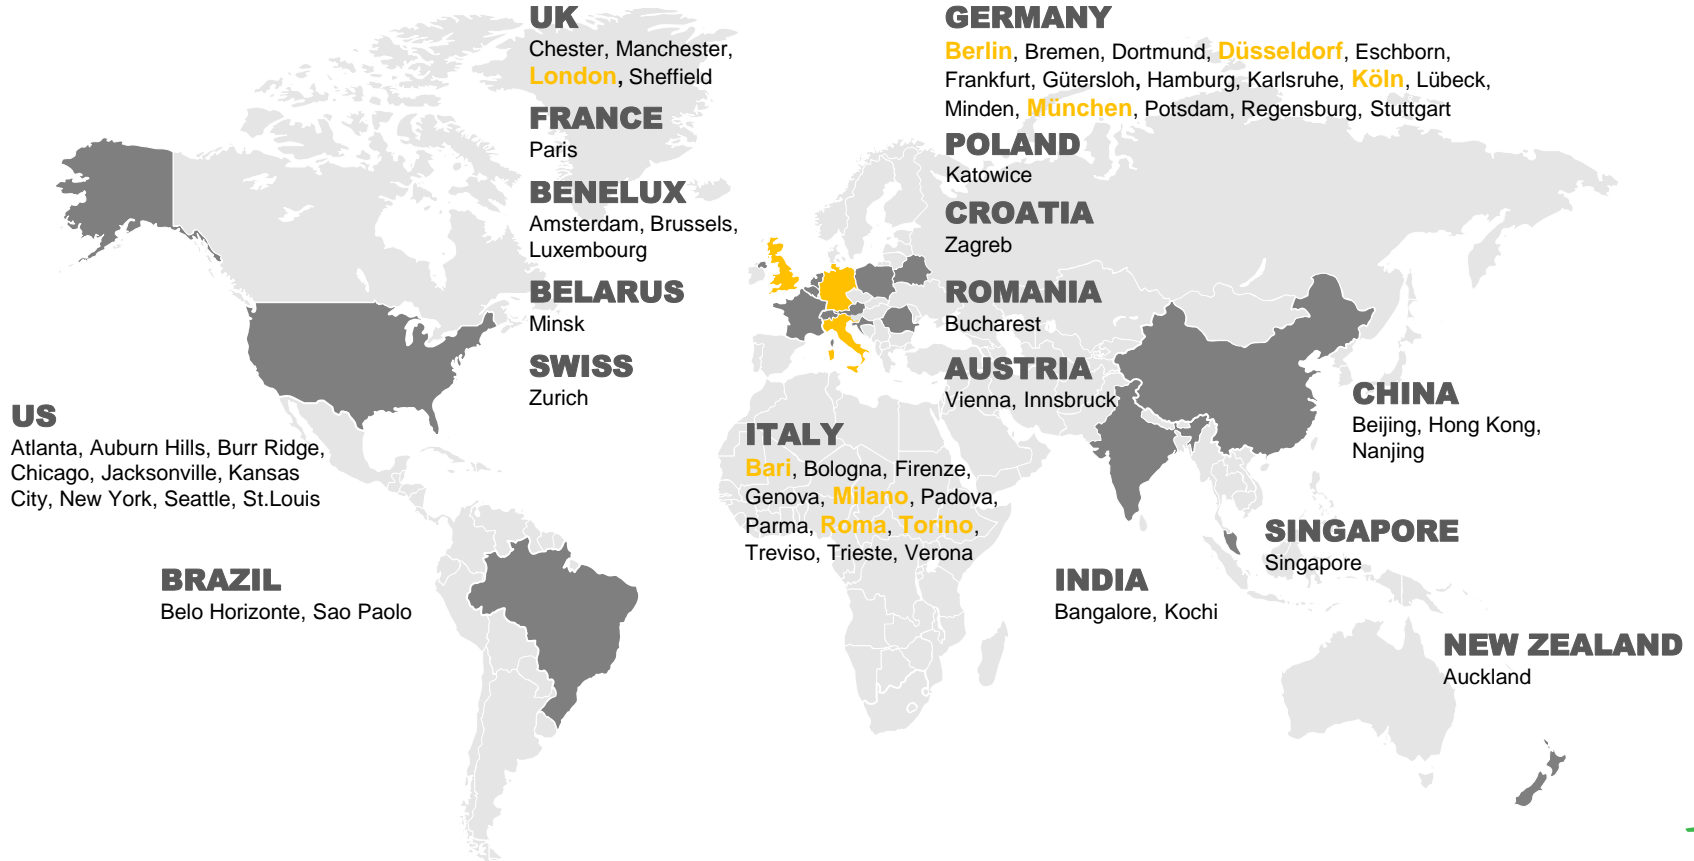 UK
Chester, Manchester,
London, Sheffield
FRANCE
Paris
BENELUX
Amsterdam, Brussels,
Luxembourg
BELARUS
Minsk
SWISS
Zurich
GERMANY
Berlin, Bremen, Dortmund, Düsseldorf, Eschborn,
Frankfurt, Gütersloh, Hamburg, Karlsruhe, Köln, Lübeck,
Minden, München, Potsdam, Regensburg, Stuttgart
POLAND
Katowice
CROATIA
Zagreb
ROMANIA
Bucharest
AUSTRIA
Vienna, Innsbruck
US
Atlanta, Auburn Hills, Burr Ridge,
Chicago, Jacksonville, Kansas
City, New York, Seattle, St.Louis
ITALY
Bari, Bologna, Firenze,
Genova, Milano, Padova,
Parma, Roma, Torino,
Treviso, Trieste, Verona
CHINA
Beijing, Hong Kong,
Nanjing
SINGAPORE
Singapore
BRAZIL
Belo Horizonte, Sao Paolo
INDIA
Bangalore, Kochi
NEW ZEALAND
Auckland